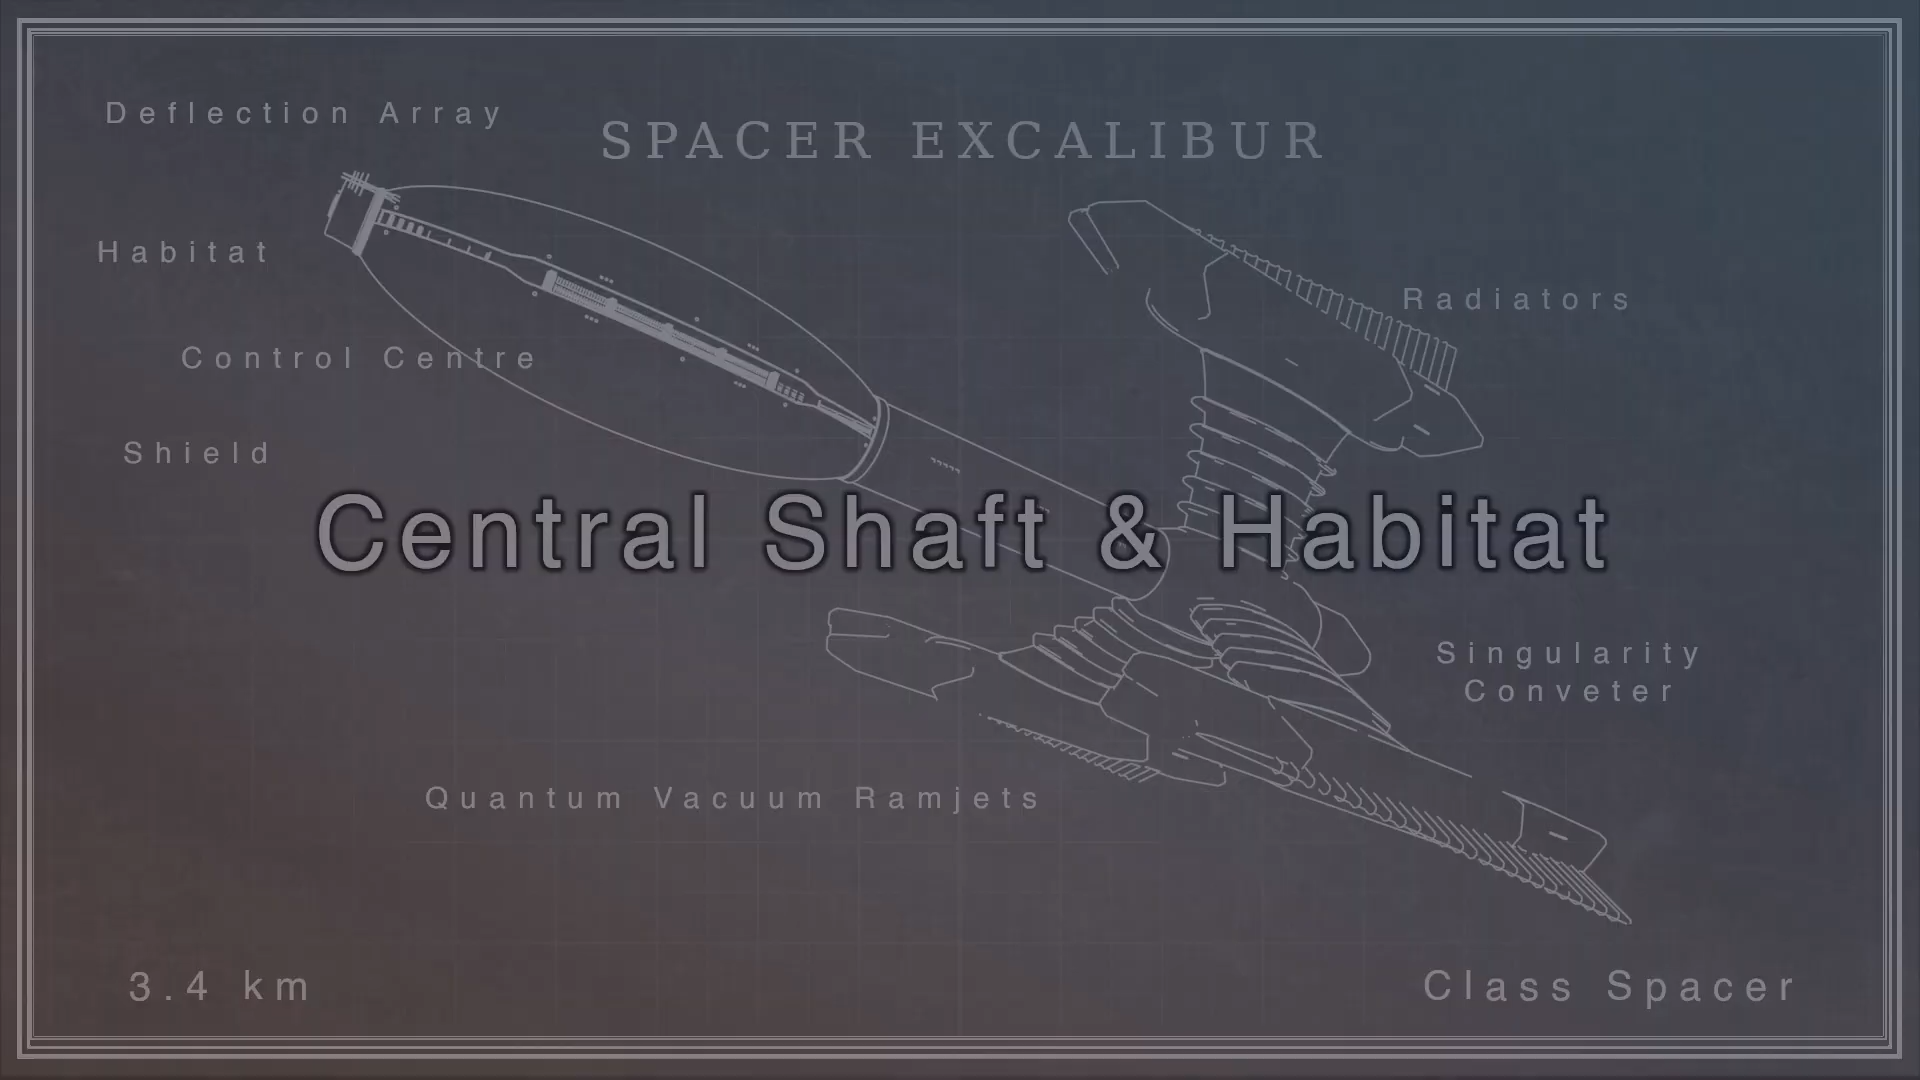 Deflection Array
SPACER EXCALIBUR
Habitat
Radiators
Control Centre
Shield
Central Shaft & Habitat
Singularity
Conveter
Quantum Vacuum Ramjets
3.4 km
Class Spacer